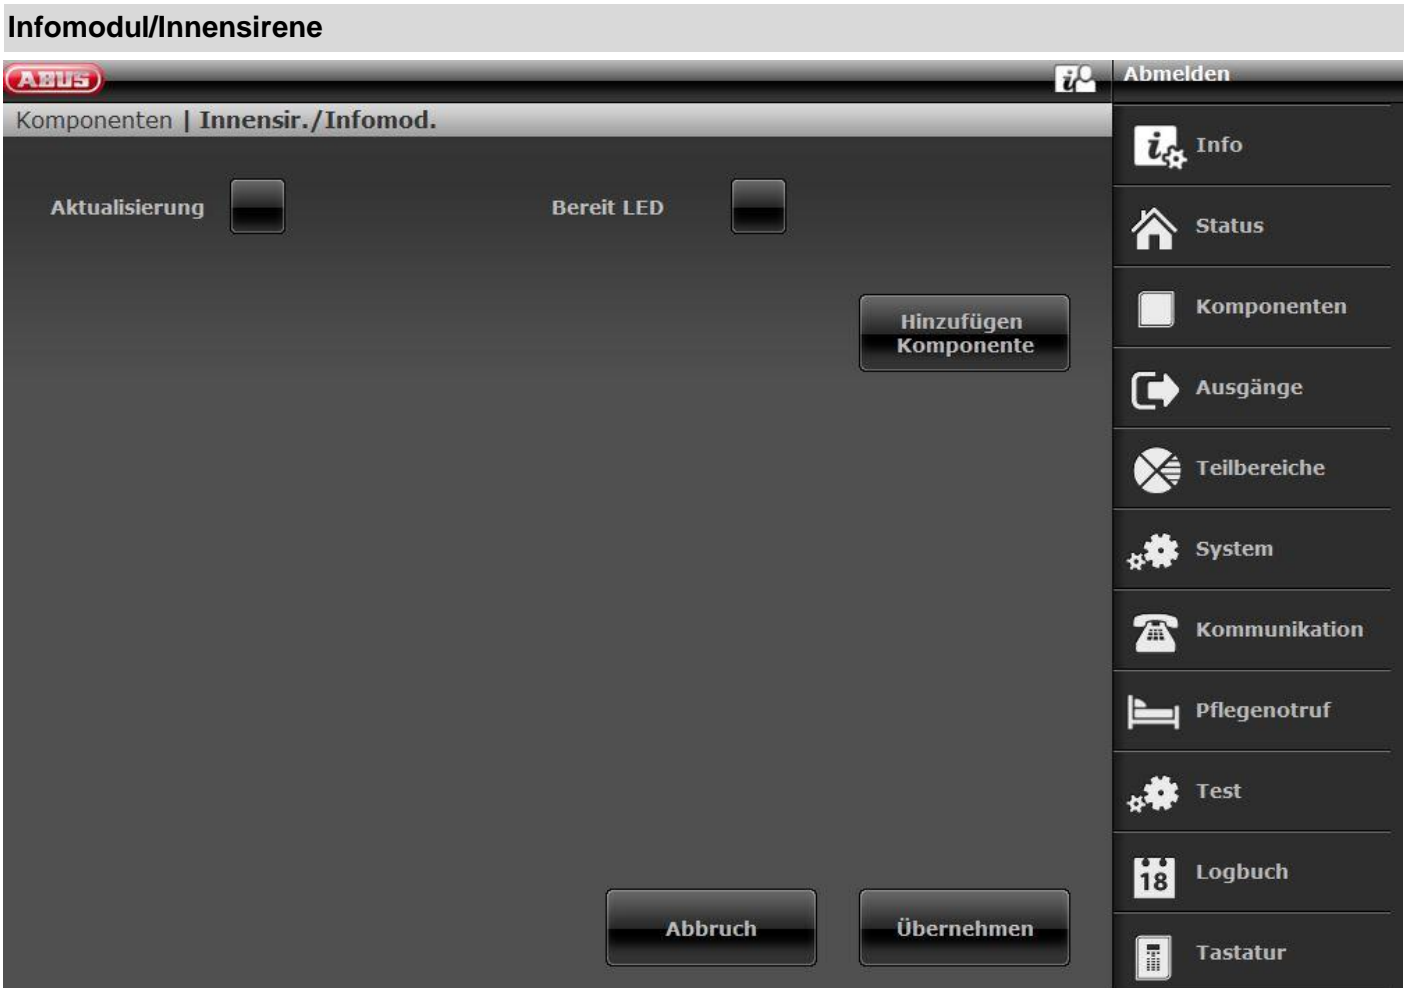 Infomodul/Innensirene
ABUS
Abmelden
Komponenten | Innensir./Infomod.
Aktualisierung
Bereit LED
Hinzufügen
Komponente
Abbruch
Übernehmen
Info
Status
Komponenten
Ausgänge
Teilbereiche
System
Kommunikation
Pflegenotruf
Test
18
Logbuch
Tastatur